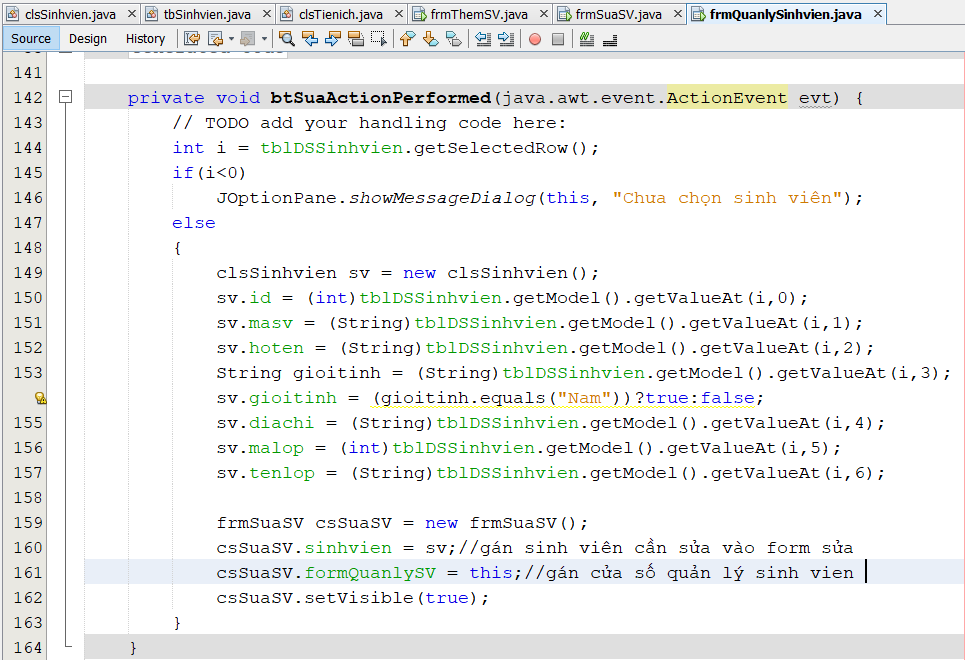 clsSinhvien.java × tbSinhvien.java × clsTienich.java × frmThemSV.java × frmSuaSV.java × frmQuanlySinhvien.java ×
Source Design History
141
142 private void btSuaActionPerformed(java.awt.event.ActionEvent evt) {
143 // TODO add your handling code here:
144 int i = tblDSSinhvien.getSelectedRow();
145 if(i<0)
146 JOptionPane.showMessageDialog(this, "Chưa chọn sinh viên");
147 else
148 {
149 clsSinhvien sv = new clsSinhvien();
150 sv.id = (int)tblDSSinhvien.getModel().getValueAt(i,0);
151 sv.masv = (String)tblDSSinhvien.getModel().getValueAt(i,1);
152 sv.hoten = (String)tblDSSinhvien.getModel().getValueAt(i,2);
153 String gioitinh = (String)tblDSSinhvien.getModel().getValueAt(i,3);
sv.gioitinh = (gioitinh.equals("Nam"))?true:false;
155 sv.diachi = (String)tblDSSinhvien.getModel().getValueAt(i,4);
156 sv.malop = (int)tblDSSinhvien.getModel().getValueAt(i,5);
157 sv.tenlop = (String)tblDSSinhvien.getModel().getValueAt(i,6);
158
159 frmSuaSV csSuaSV = new frmSuaSV();
160 csSuaSV.sinhvien = sv;//gán sinh viên cần sửa vào form sửa
161 csSuaSV.formQuanlySV = this;//gán cửa số quản lý sinh vien
162 csSuaSV.setVisible(true);
163 }
164 }